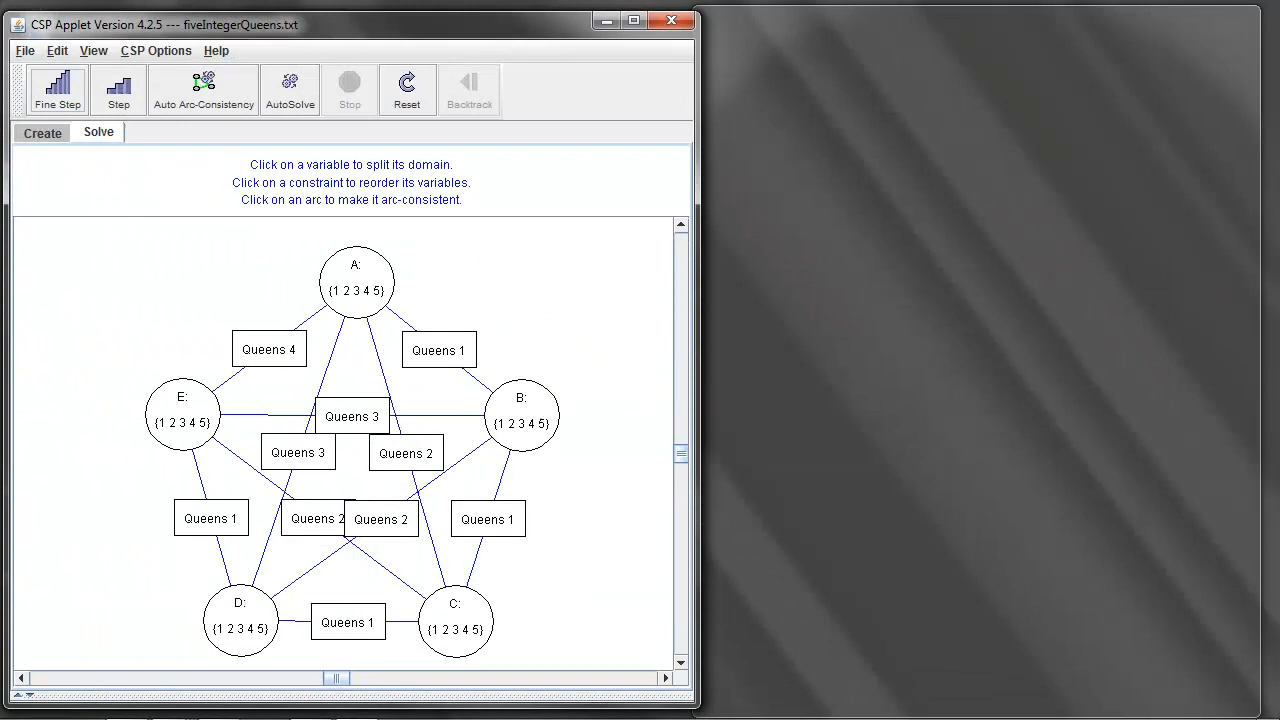 CSP Applet Version 4.2.5 --- fiveIntegerQueens.txt
File Edit View CSP Options Help
Fine Step Step Auto Arc-Consistency AutoSolve Stop Reset Backtrack
Create Solve
Click on a variable to split its domain.
Click on a constraint to reorder its variables.
Click on an arc to make it arc-consistent.
A:
{1 2 3 4 5}
Queens 4 Queens 1
E: B:
{1 2 3 4 5} Queens 3 {1 2 3 4 5}
Queens 3 Queens 2
Queens 1 Queens 2 Queens 2 Queens 1
D: C:
{1 2 3 4 5} Queens 1 {1 2 3 4 5}